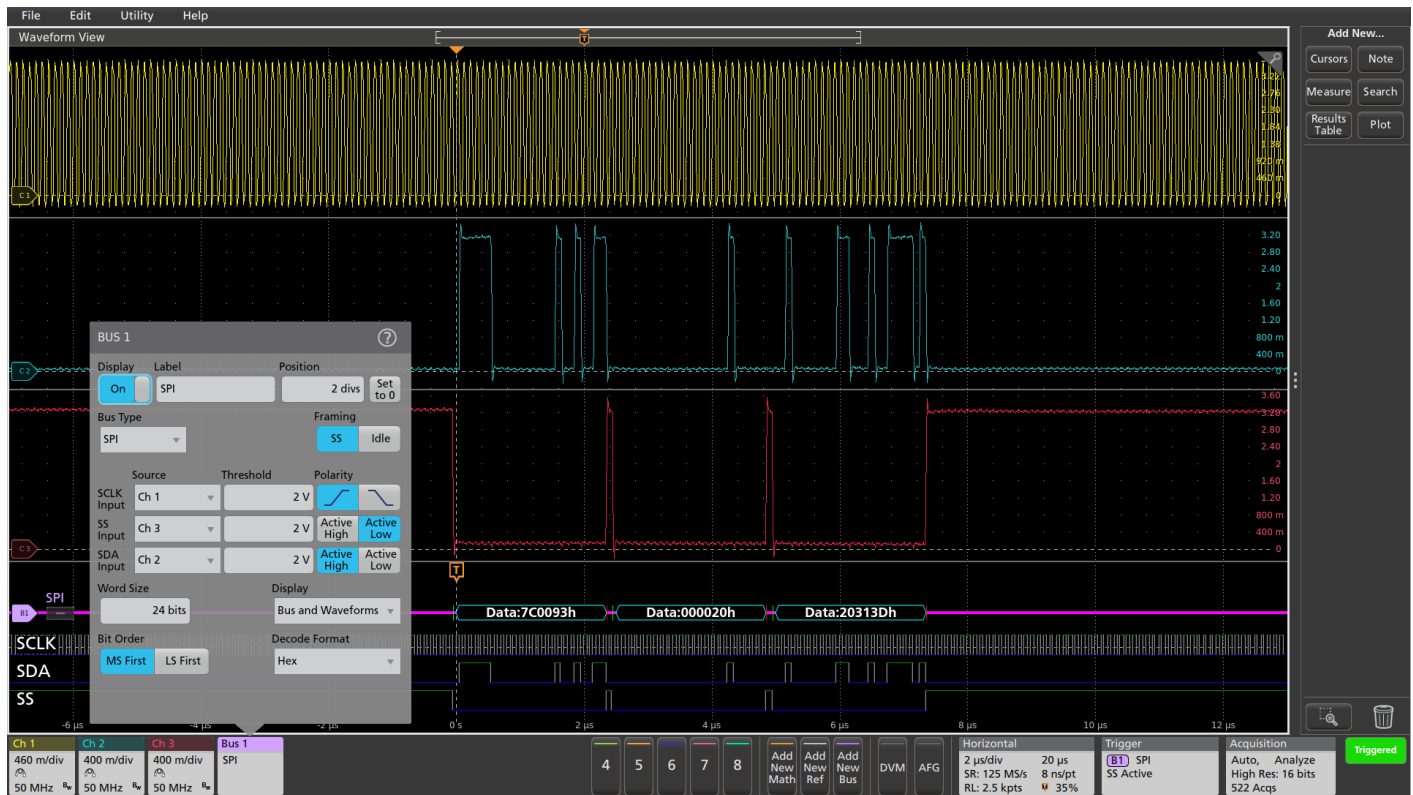 File Edit Utility Help
Waveform View
Add New...
Cursors Note
Measure Search
Results Table Plot
T
2.76
2.30
1.84
1.38
920 m
460 m
0
C1
3.20
2.80
2.40
2
1.60
1.20
800 m
400 m
0
C2
3.60
3.20
2.80
2.40
2
1.60
1.20
800 m
400 m
0
C3
BUS 1 ?
Display Label Position
On SPI 2 divs Set to 0
Bus Type Framing
SPI SS Idle
Source Threshold Polarity
SCLK Input Ch 1 2 V
SS Input Ch 3 2 V Active High Active Low
SDA Input Ch 2 2 V Active High Active Low
Word Size Display
24 bits Bus and Waveforms
Bit Order Decode Format
MS First LS First Hex
T
SPI
B1
Data:7C0093h Data:000020h Data:20313Dh
SCLK
SDA
SS
-6 µs -4 µs -2 µs 0 s 2 µs 4 µs 6 µs 8 µs 10 µs 12 µs
Ch 1
460 m/div
50 MHz Bw
Ch 2
400 m/div
50 MHz Bw
Ch 3
400 m/div
50 MHz Bw
Bus 1
SPI
4 5 6 7 8
Add New Math
Add New Ref
Add New Bus
DVM AFG
Horizontal
2 µs/div 20 µs
SR: 125 MS/s 8 ns/pt
RL: 2.5 kpts 35%
Trigger
B1 SPI
SS Active
Acquisition
Auto, Analyze
High Res: 16 bits
522 Acqs
Triggered